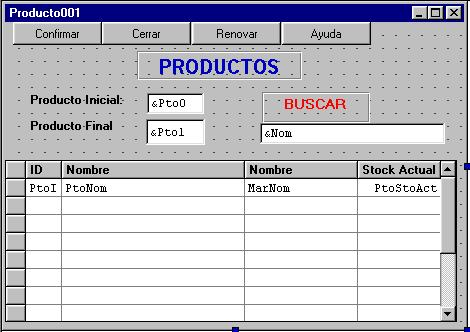 Producto001
Confirmar Cerrar Renovar Ayuda
PRODUCTOS
Producto Inicial: &Pto0 BUSCAR
Producto Final &Pto1 &Nom
ID Nombre Nombre Stock Actual
PtoI PtoNom MarNom PtoStoAct